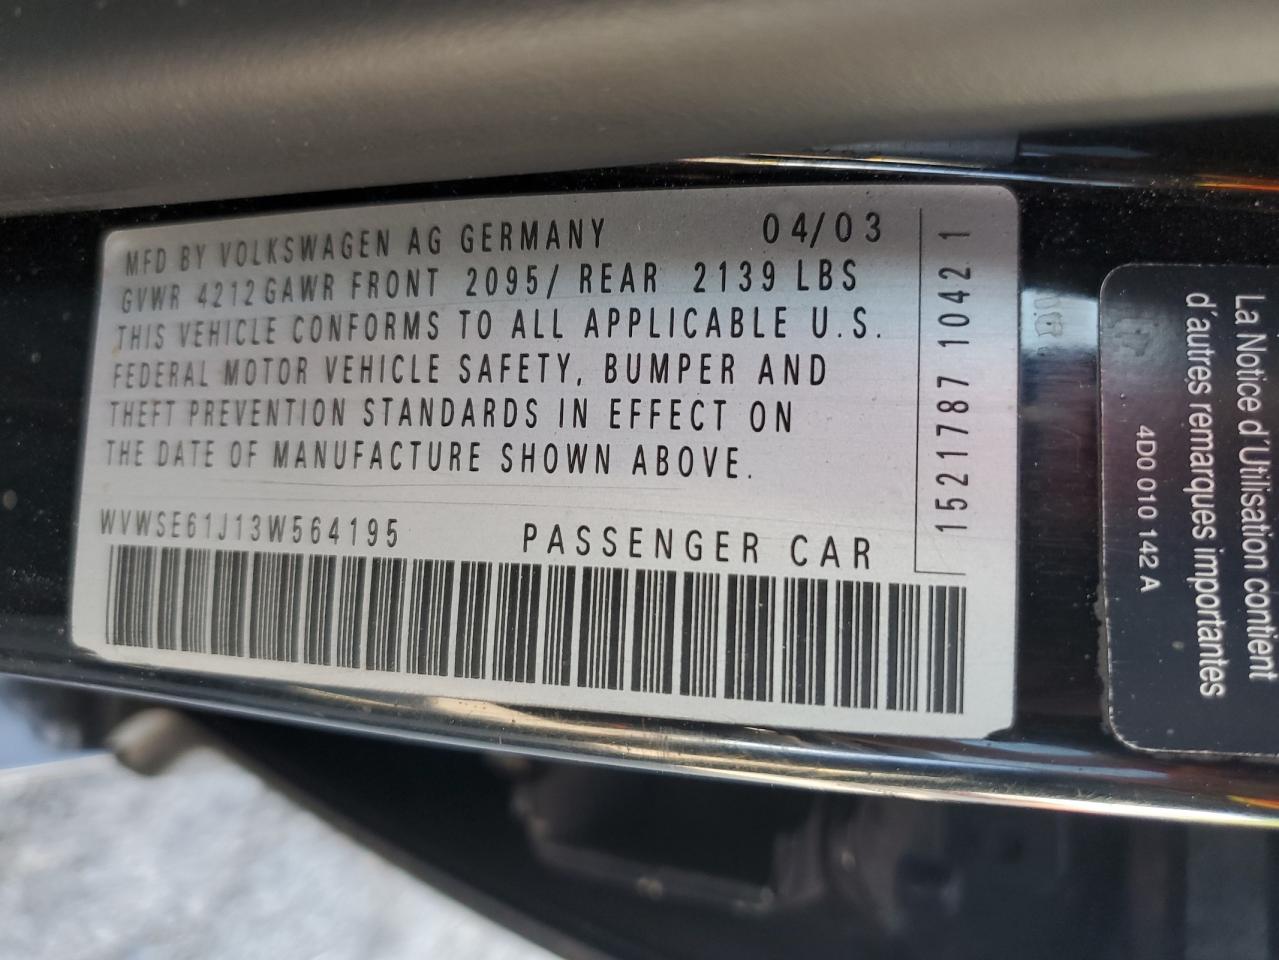 MFD BY VOLKSWAGEN AG GERMANY 04/03
GVWR 4212 GAWR FRONT 2095/ REAR 2139 LBS
THIS VEHICLE CONFORMS TO ALL APPLICABLE U.S.
FEDERAL MOTOR VEHICLE SAFETY, BUMPER AND
THEFT PREVENTION STANDARDS IN EFFECT ON
THE DATE OF MANUFACTURE SHOWN ABOVE.
WVWSE61J13W564195 PASSENGER CAR
1521787 1042 1
La Notice d'Utilisation contient
d'autres remarques importantes
4D0 010 142 A